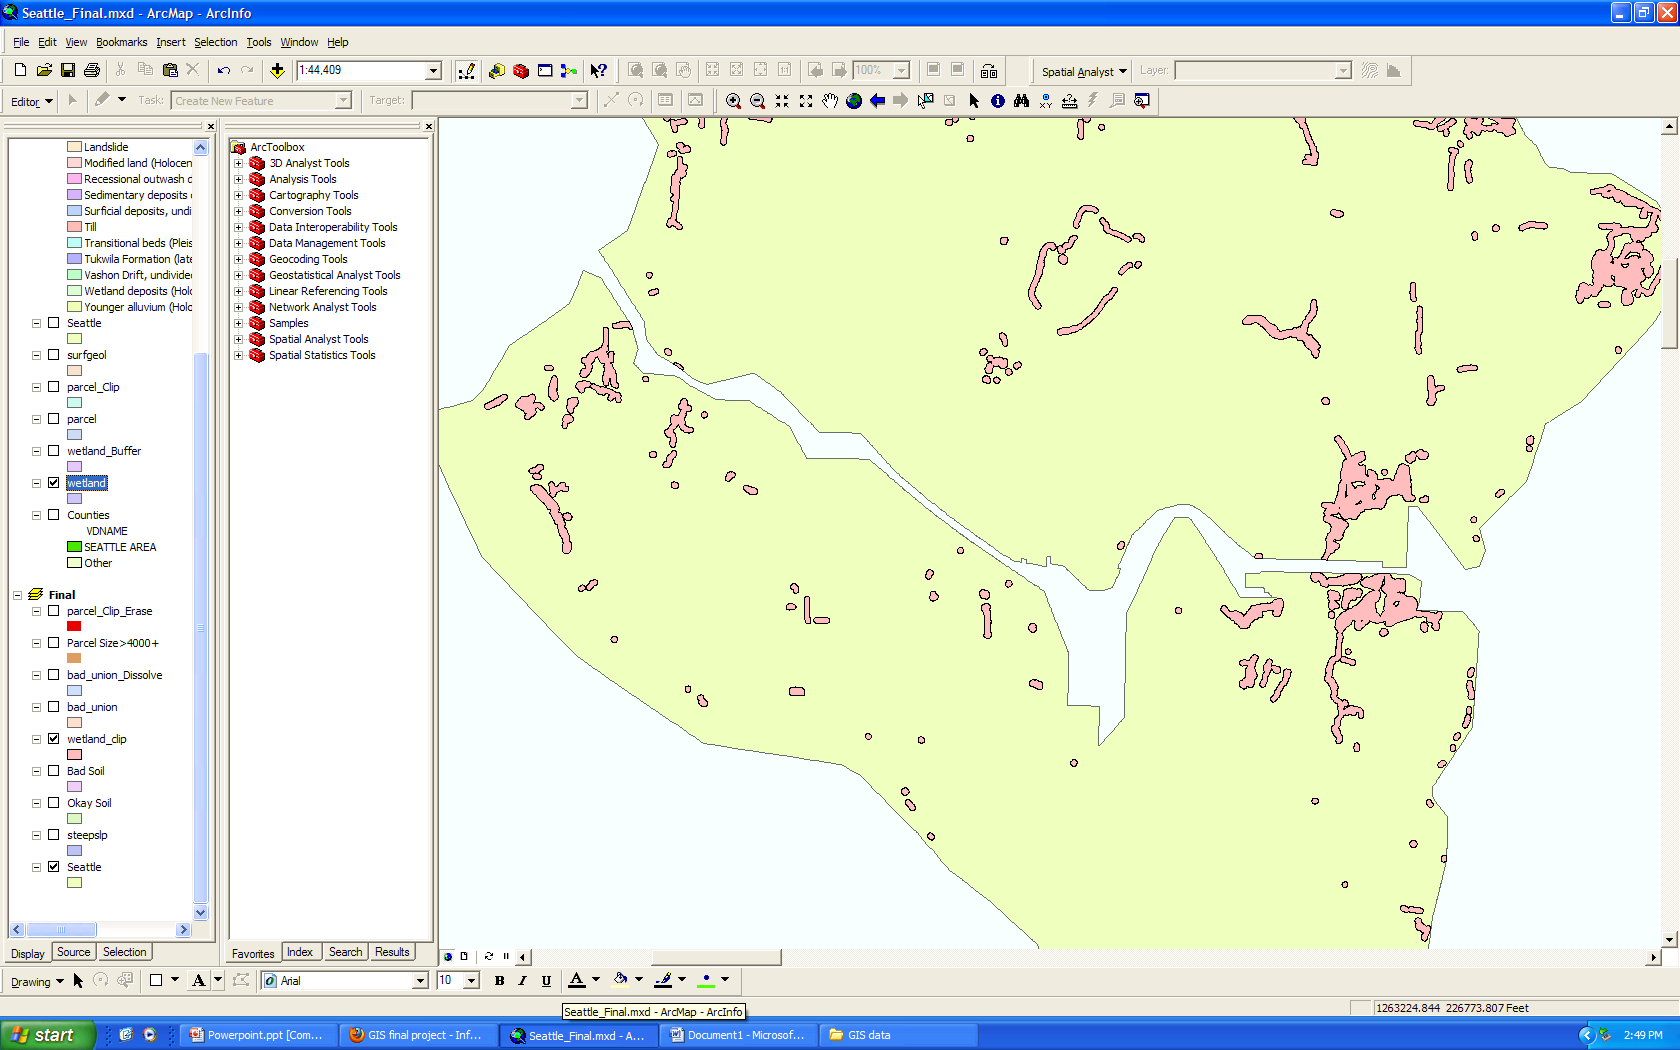 Seattle_Final.mxd - ArcMap - ArcInfo
File Edit View Bookmarks Insert Selection Tools Window Help
1:44,409
100%
Spatial Analyst
Layer:
Editor
Task:
Create New Feature
Target:
Landslide
Modified land (Holocen
Recessional outwash d
Sedimentary deposits
Surficial deposits, undi
Till
Transitional beds (Pleis
Tukwila Formation (late
Vashon Drift, undivide
Wetland deposits (Holo
Younger alluvium (Holo
Seattle
surfgeol
parcel_Clip
parcel
wetland_Buffer
wetland
Counties
VDNAME
SEATTLE AREA
Other
Final
parcel_Clip_Erase
Parcel Size>4000+
bad_union_Dissolve
bad_union
wetland_clip
Bad Soil
Okay Soil
steepslp
Seattle
Display Source Selection
ArcToolbox
3D Analyst Tools
Analysis Tools
Cartography Tools
Conversion Tools
Data Interoperability Tools
Data Management Tools
Geocoding Tools
Geostatistical Analyst Tools
Linear Referencing Tools
Network Analyst Tools
Samples
Spatial Analyst Tools
Spatial Statistics Tools
Favorites Index Search Results
Drawing
A
Arial
10
B I U A
Seattle_Final.mxd - ArcMap - ArcInfo
1263224.844 226773.807 Feet
start
Powerpoint.ppt [Com...
GIS final project - Inf...
Seattle_Final.mxd - A...
Document1 - Microsof...
GIS data
2:49 PM